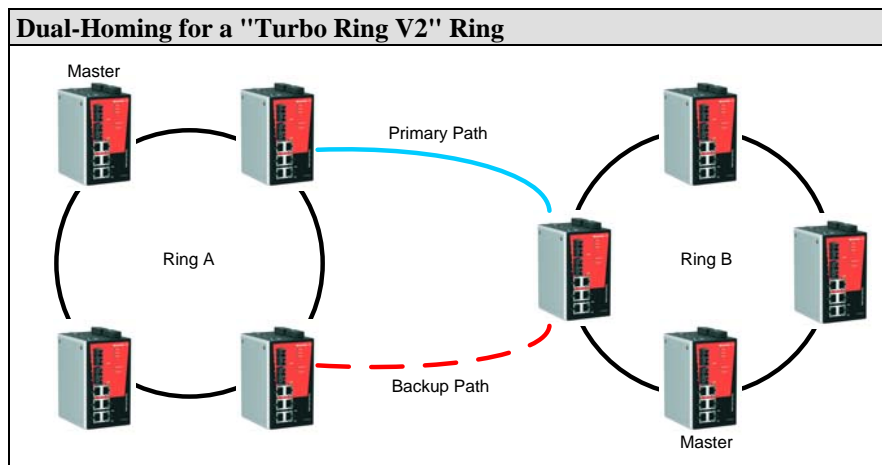 Dual-Homing for a "Turbo Ring V2" Ring
Master
Primary Path
Ring A
Ring B
Backup Path
Master